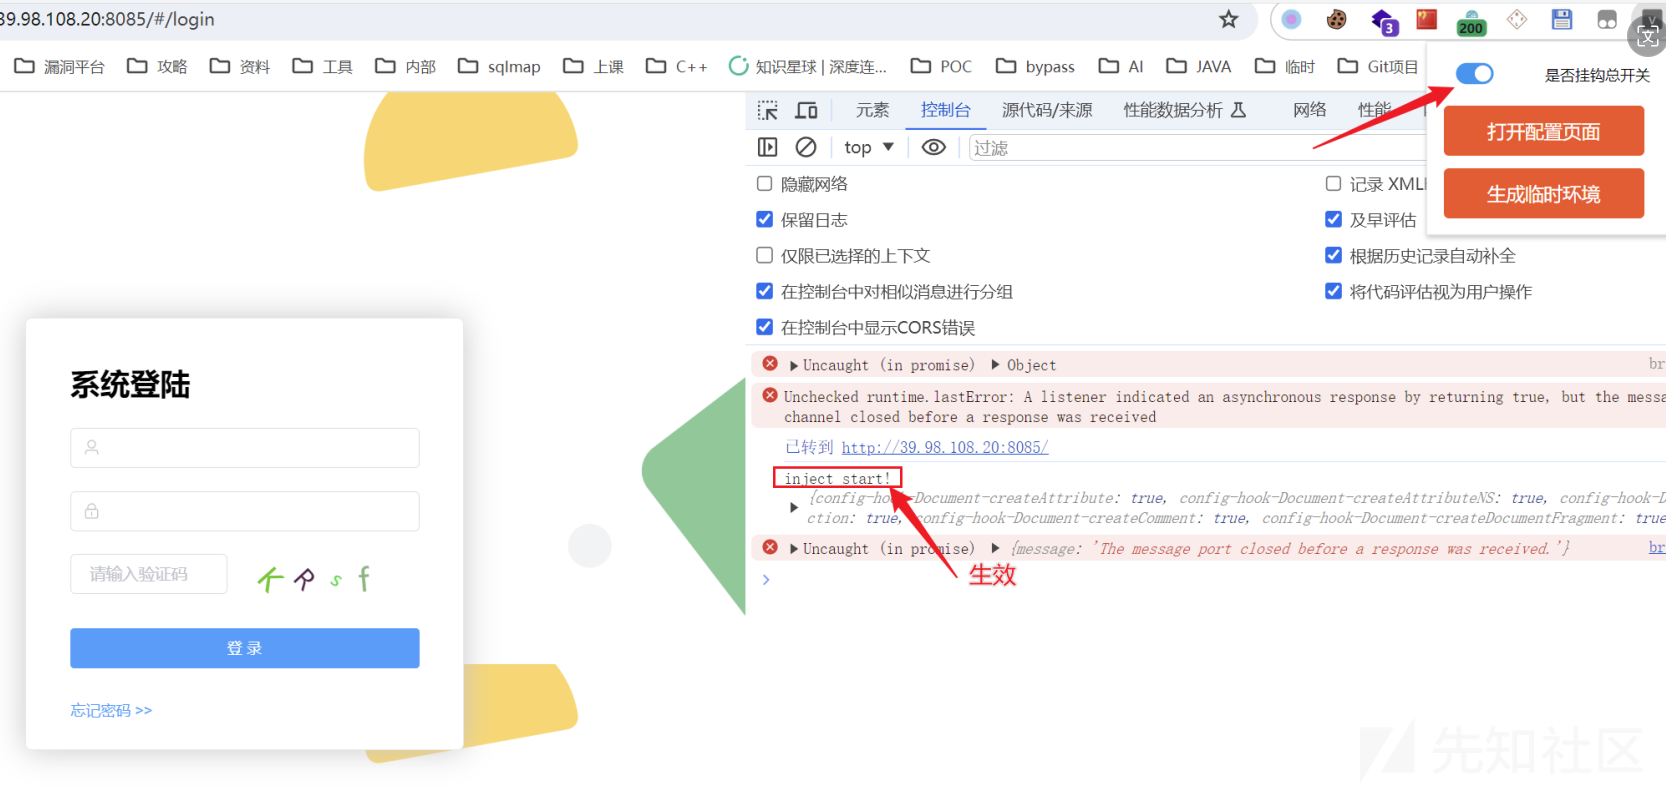 39.98.108.20:8085/#/login
3
200
漏洞平台 攻略 资料 工具 内部 sqlmap 上课 C++ 知识星球 | 深度连... POC bypass AI JAVA 临时 Git项目
是否挂钩总开关
打开配置页面
生成临时环境
元素 控制台 源代码/来源 性能数据分析 网络 性能
top 过滤
隐藏网络 记录 XML
保留日志 及早评估
仅限已选择的上下文 根据历史记录自动补全
在控制台中对相似消息进行分组 将代码评估视为用户操作
在控制台中显示CORS错误
Uncaught (in promise) Object br
Unchecked runtime.lastError: A listener indicated an asynchronous response by returning true, but the messa
channel closed before a response was received
已转到 http://39.98.108.20:8085/
inject start!
{config-hook-Document-createAttribute: true, config-hook-Document-createAttributeNS: true, config-hook-D
ction: true, config-hook-Document-createComment: true, config-hook-Document-createDocumentFragment: true
Uncaught (in promise) {message: 'The message port closed before a response was received.'} br
生效
系统登陆
请输入验证码 K R s f
登录
忘记密码 >>
先知社区